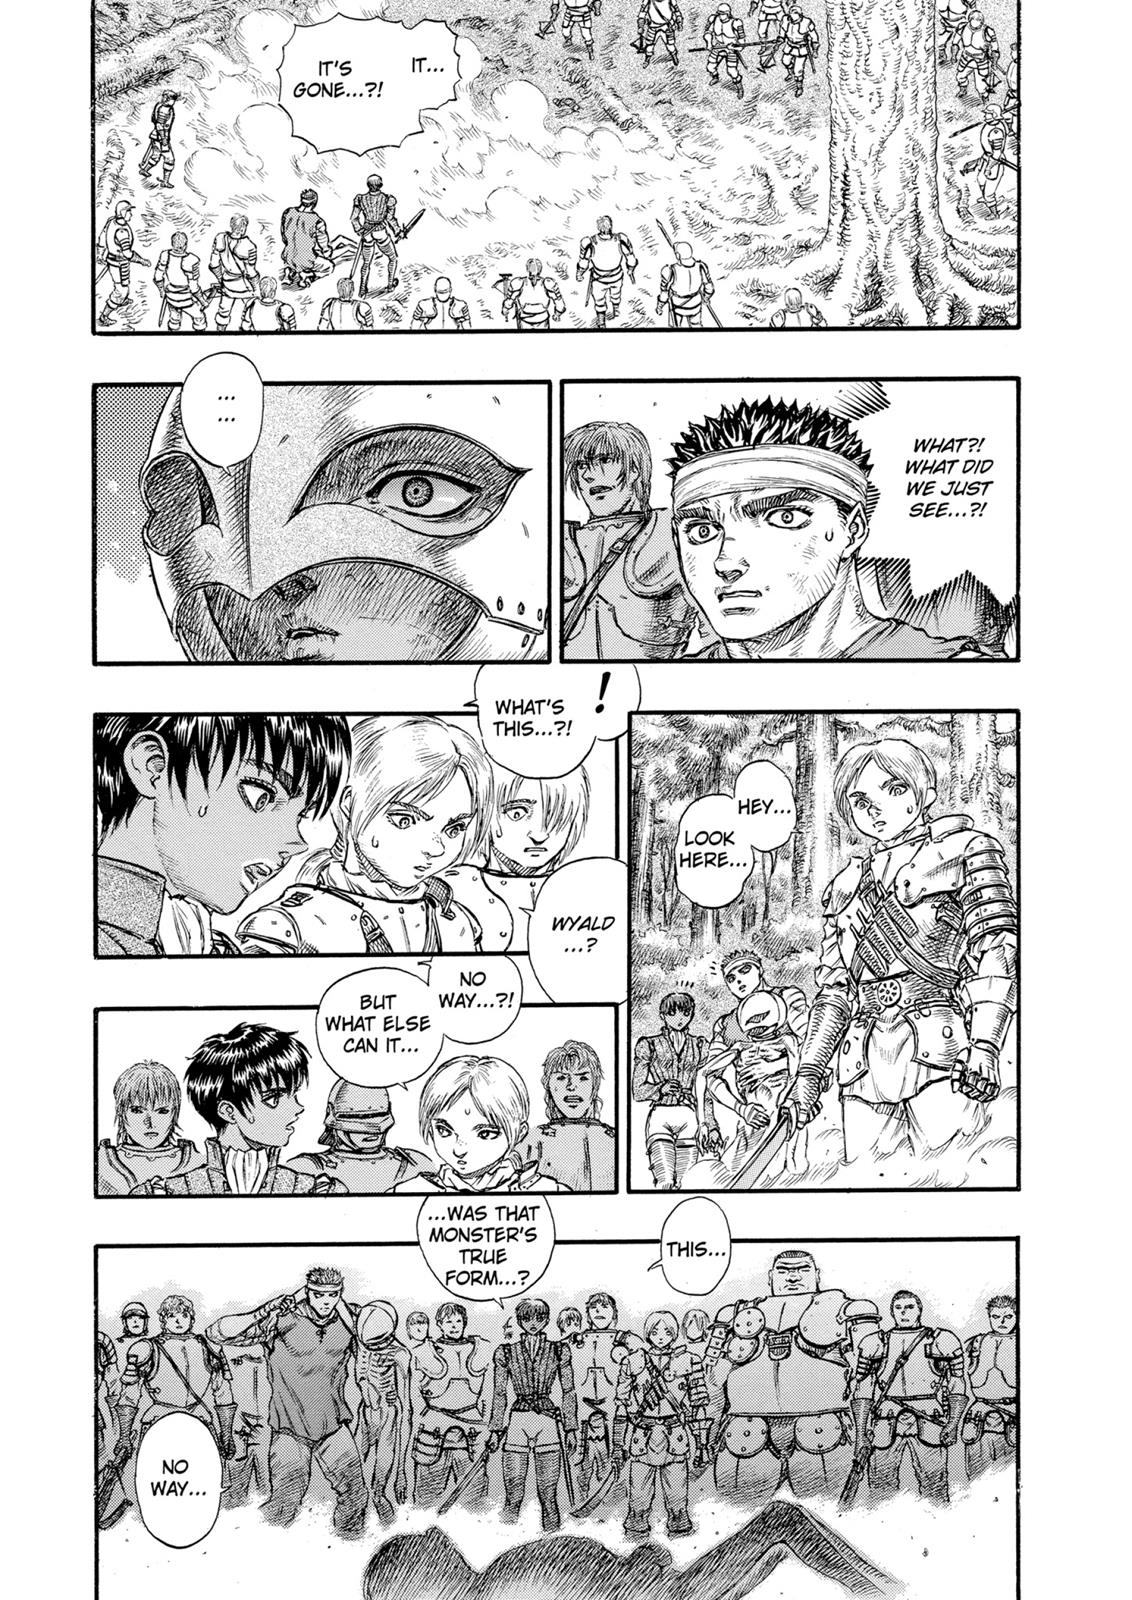 IT...
IT'S
GONE...?!
WHAT?!
WHAT DID
WE JUST
SEE...?!
...
...
HEY...
LOOK
HERE...
!
WHAT'S
THIS...?!
WYALD
...?
NO
WAY...?!
BUT
WHAT ELSE
CAN IT...
THIS...
...WAS THAT
MONSTER'S
TRUE
FORM...?
NO
WAY...